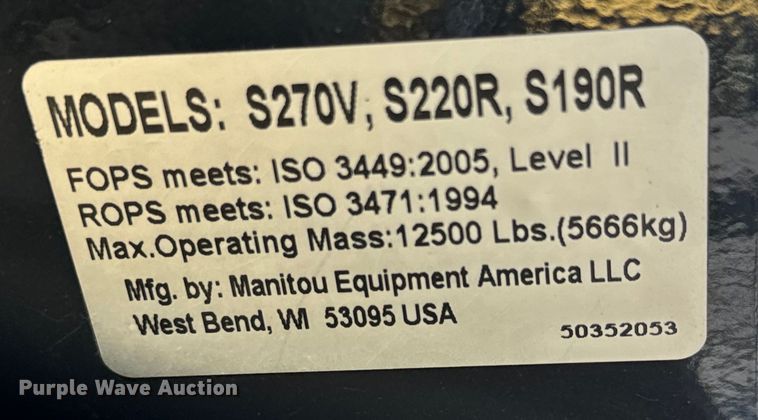 MODELS: S270V, S220R, S190R
FOPS meets: ISO 3449:2005, Level II
ROPS meets: ISO 3471:1994
Max.Operating Mass:12500 Lbs.(5666kg)
Mfg. by: Manitou Equipment America LLC
West Bend, WI 53095 USA
50352053
Purple Wave Auction